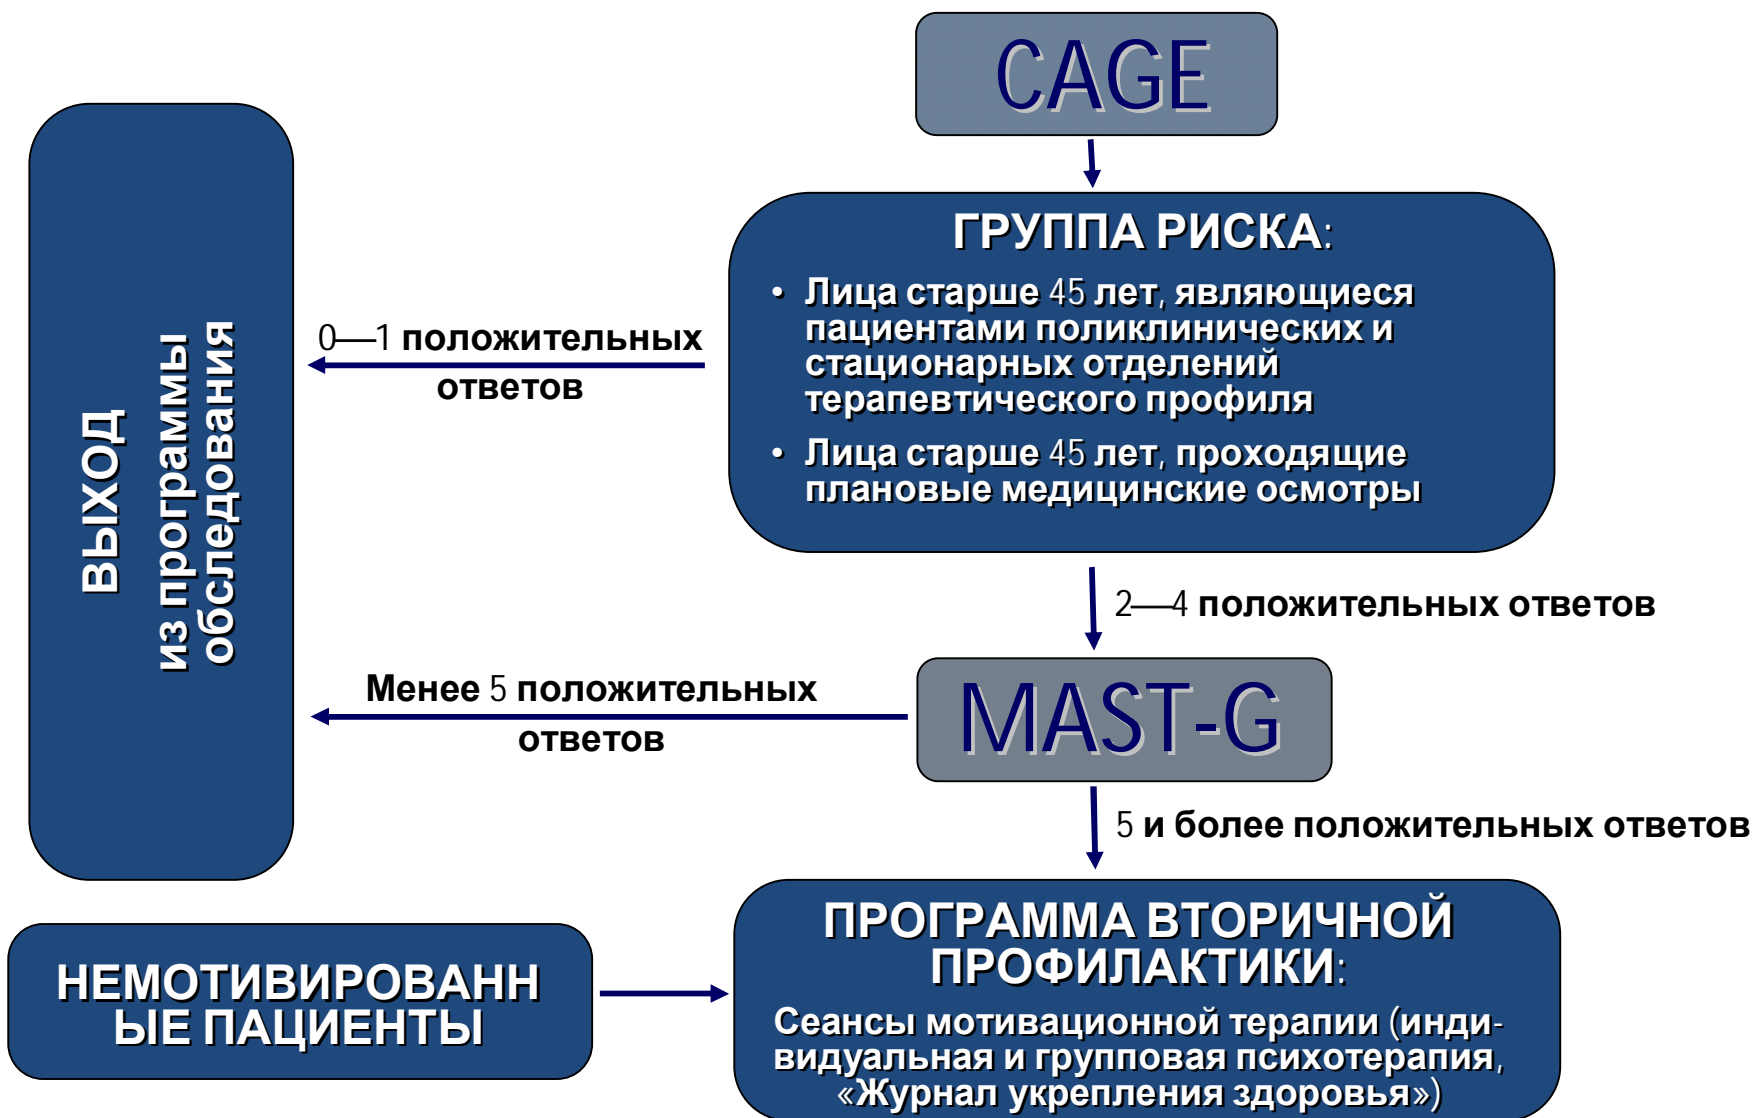 CAGE
ГРУППА РИСКА:
• Лица старше 45 лет, являющиеся
пациентами поликлинических и
стационарных отделений
терапевтического профиля
• Лица старше 45 лет, проходящие
плановые медицинские осмотры
0—1 положительных
ответов
ВЫХОД
из программы
обследования
2—4 положительных ответов
MAST-G
Менее 5 положительных
ответов
5 и более положительных ответов
НЕМОТИВИРОВАНН
ЫЕ ПАЦИЕНТЫ
ПРОГРАММА ВТОРИЧНОЙ
ПРОФИЛАКТИКИ:
Сеансы мотивационной терапии (инди-
видуальная и групповая психотерапия,
«Журнал укрепления здоровья»)